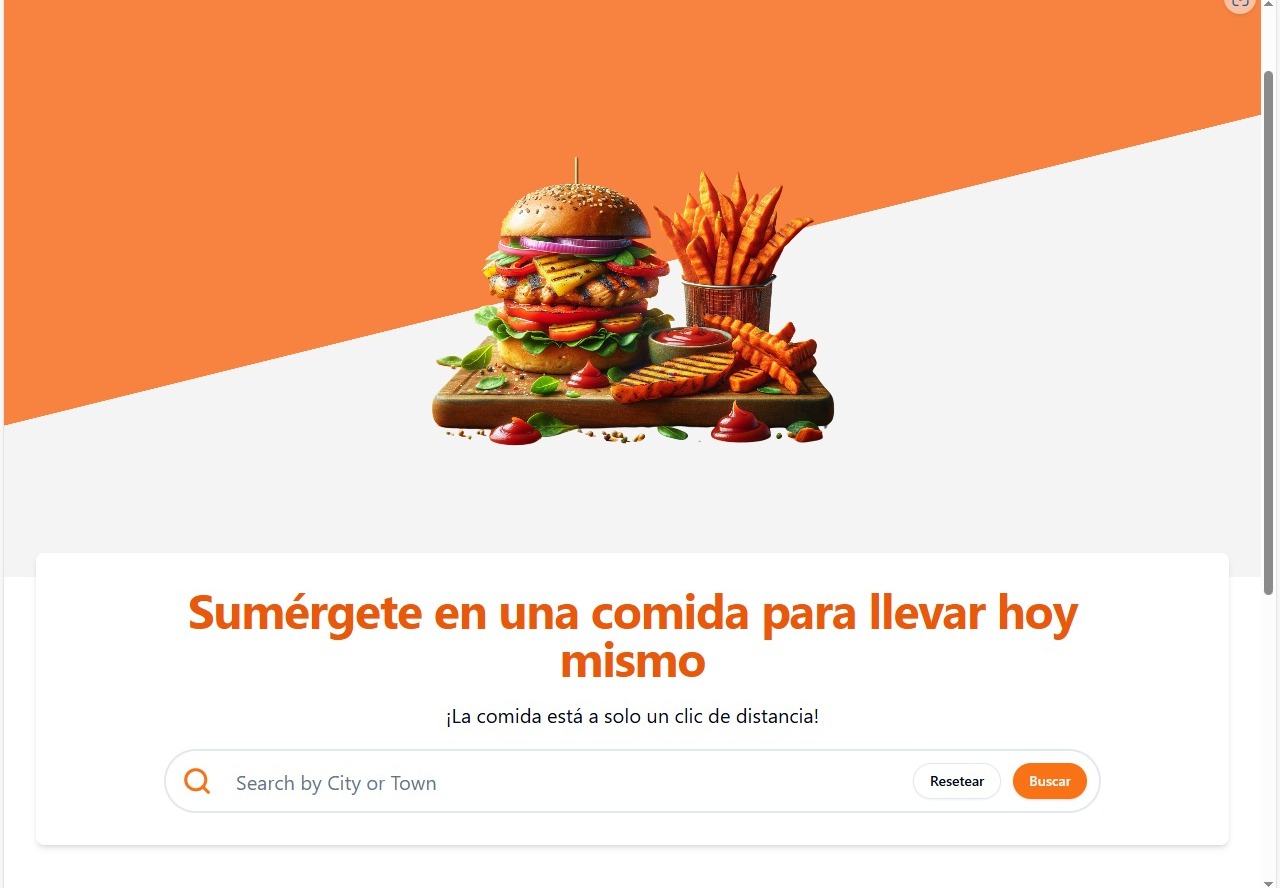 Sumérgete en una comida para llevar hoy
mismo
¡La comida está a solo un clic de distancia!
Search by City or Town
Resetear
Buscar